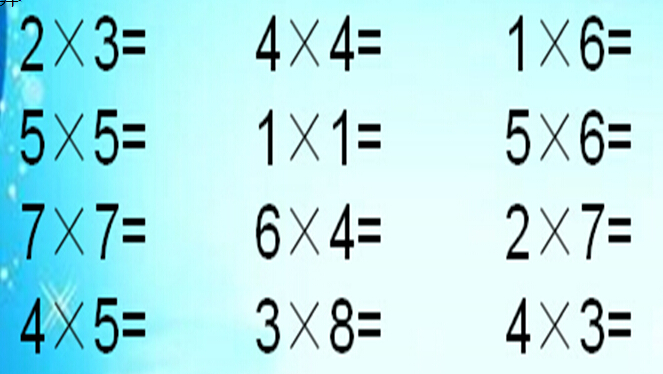 2×3= 4×4= 1×6=
5×5= 1×1= 5×6=
7×7= 6×4= 2×7=
4×5= 3×8= 4×3=